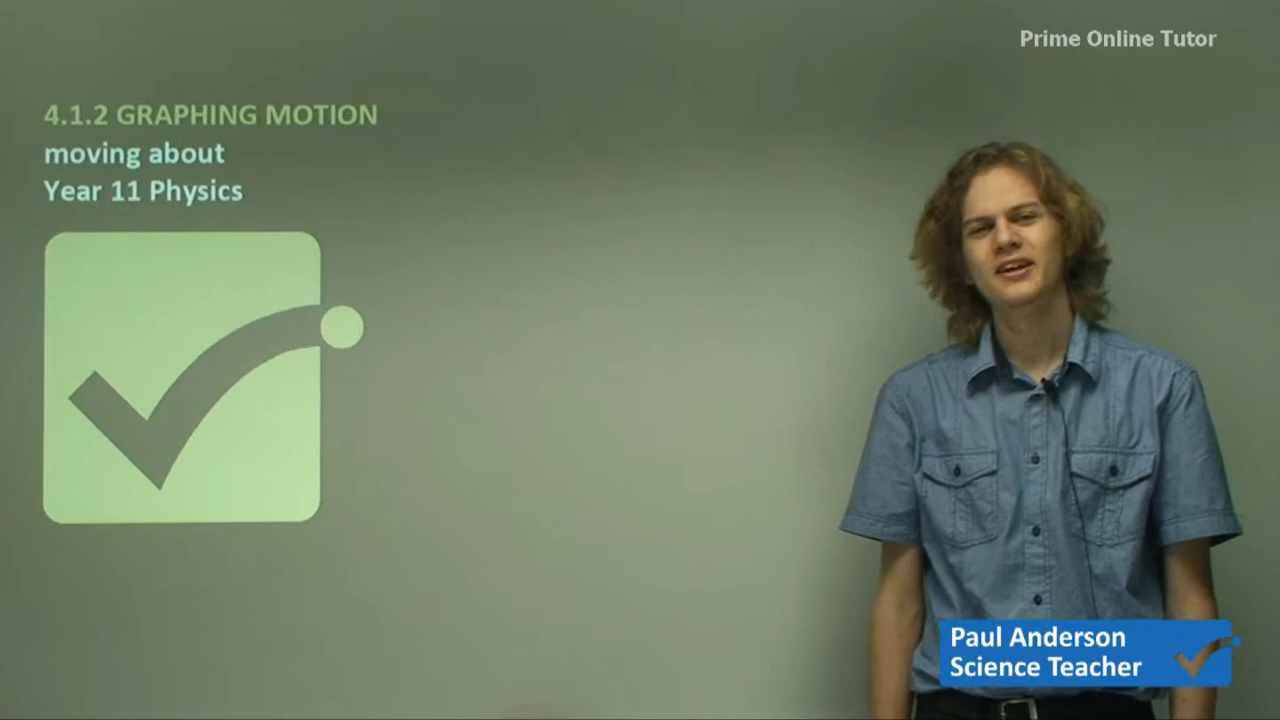 Prime Online Tutor
4.1.2 GRAPHING MOTION
moving about
Year 11 Physics
Paul Anderson
Science Teacher